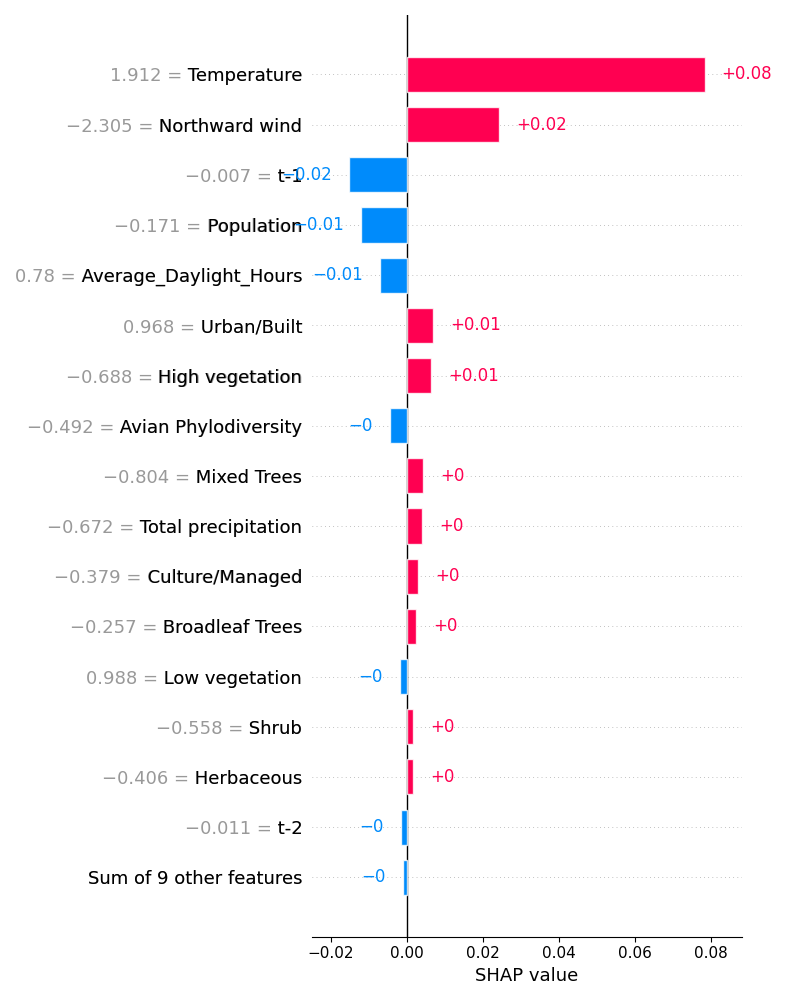 1.912 = Temperature +0.08
−2.305 = Northward wind +0.02
−0.007 = t-1 −0.02
−0.171 = Population −0.01
0.78 = Average_Daylight_Hours −0.01
0.968 = Urban/Built +0.01
−0.688 = High vegetation +0.01
−0.492 = Avian Phylodiversity −0
−0.804 = Mixed Trees +0
−0.672 = Total precipitation +0
−0.379 = Culture/Managed +0
−0.257 = Broadleaf Trees +0
0.988 = Low vegetation −0
−0.558 = Shrub +0
−0.406 = Herbaceous +0
−0.011 = t-2 −0
Sum of 9 other features −0
−0.02 0.00 0.02 0.04 0.06 0.08
SHAP value